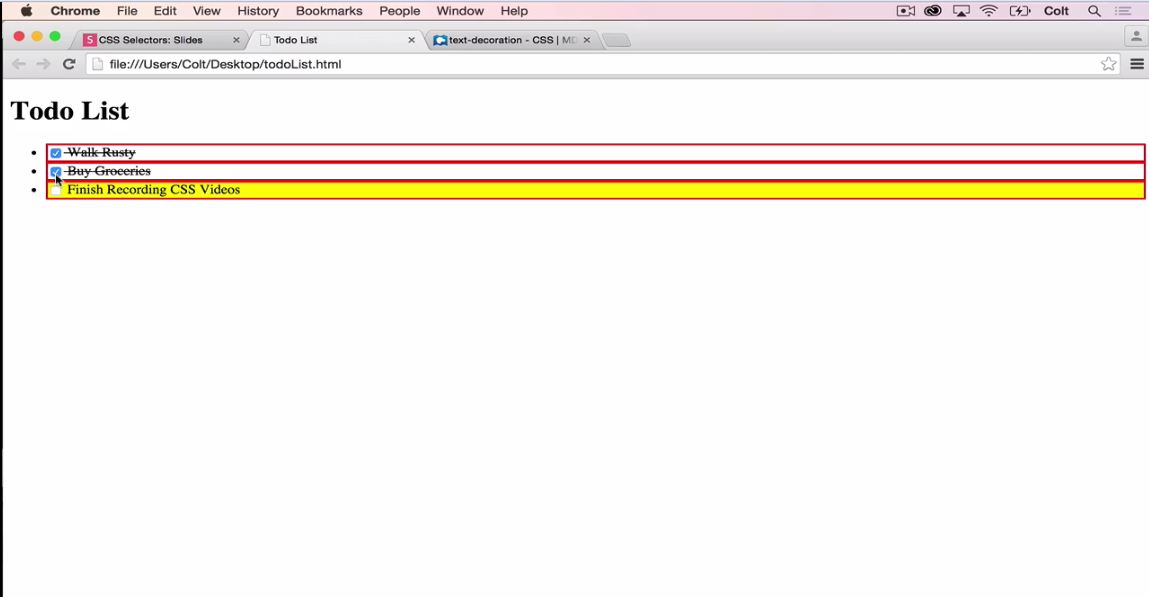 Chrome File Edit View History Bookmarks People Window Help Colt
S CSS Selectors: Slides Todo List text-decoration - CSS | MD
file:///Users/Colt/Desktop/todoList.html
Todo List
Walk Rusty
Buy Groceries
Finish Recording CSS Videos